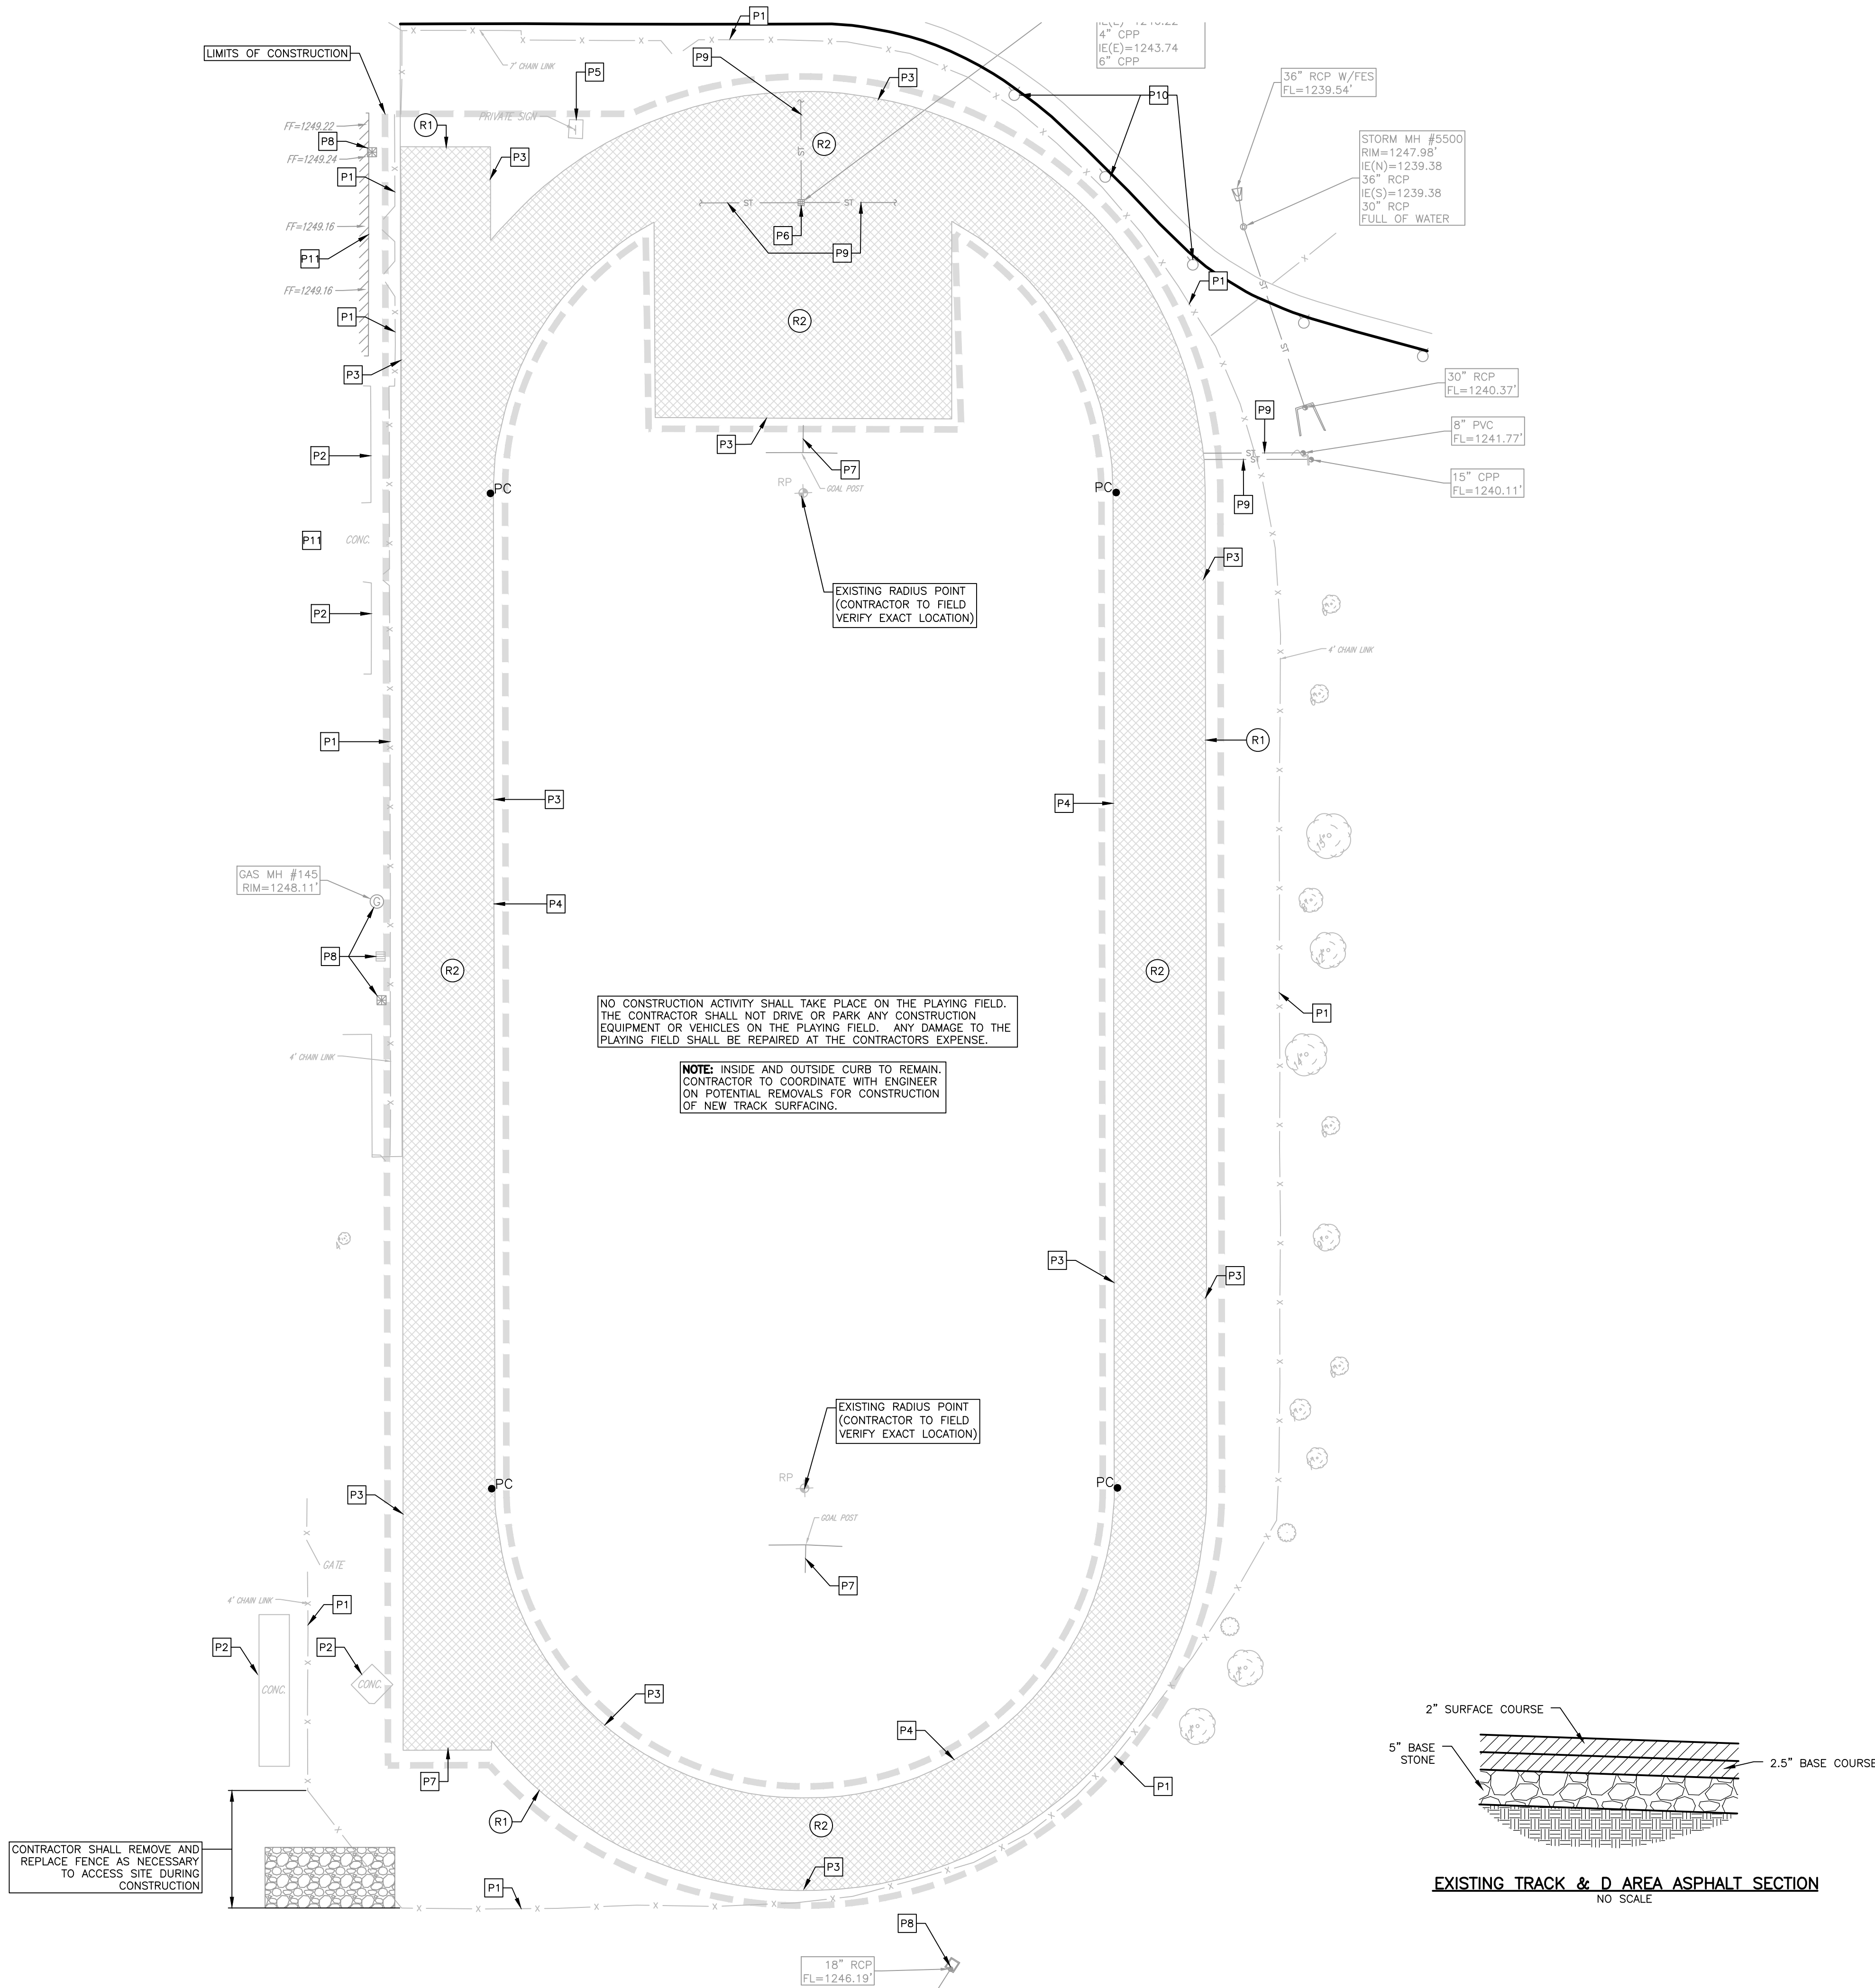 P1
IE(E)=1243.74
4" CPP
6" CPP
LIMITS OF CONSTRUCTION
7' CHAIN LINK
P9
P5
P3
P10
36" RCP W/FES
FL=1239.54'
PRIVATE SIGN
FF=1249.22
P8
FF=1249.24
R1
P3
R2
STORM MH #5500
RIM=1247.98'
IE(N)=1239.38
36" RCP
IE(S)=1239.38
30" RCP
FULL OF WATER
P1
ST
ST
ST
FF=1249.16
P6
P9
P11
FF=1249.16
P1
ST
P1
R2
ST
P3
30" RCP
FL=1240.37'
P9
8" PVC
FL=1241.77'
P2
P3
P7
ST
ST
RP
GOAL POST
PC
PC
15" CPP
FL=1240.11'
P9
P11
CONC.
P3
EXISTING RADIUS POINT
(CONTRACTOR TO FIELD
VERIFY EXACT LOCATION)
P2
4' CHAIN LINK
P1
R1
P3
P4
GAS MH #145
RIM=1248.11'
G
P4
P8
R2
R2
NO CONSTRUCTION ACTIVITY SHALL TAKE PLACE ON THE PLAYING FIELD.
THE CONTRACTOR SHALL NOT DRIVE OR PARK ANY CONSTRUCTION
EQUIPMENT OR VEHICLES ON THE PLAYING FIELD. ANY DAMAGE TO THE
PLAYING FIELD SHALL BE REPAIRED AT THE CONTRACTORS EXPENSE.
P1
4' CHAIN LINK
NOTE: INSIDE AND OUTSIDE CURB TO REMAIN.
CONTRACTOR TO COORDINATE WITH ENGINEER
ON POTENTIAL REMOVALS FOR CONSTRUCTION
OF NEW TRACK SURFACING.
P3
P3
EXISTING RADIUS POINT
(CONTRACTOR TO FIELD
VERIFY EXACT LOCATION)
RP
PC
PC
P3
GOAL POST
GATE
P7
4' CHAIN LINK
P1
P2
P2
CONC.
CONC.
P3
P4
P7
P1
R1
R2
2" SURFACE COURSE
5" BASE
STONE
2.5" BASE COURSE
CONTRACTOR SHALL REMOVE AND
REPLACE FENCE AS NECESSARY
TO ACCESS SITE DURING
CONSTRUCTION
P3
P1
EXISTING TRACK & D AREA ASPHALT SECTION
NO SCALE
P8
18" RCP
FL=1246.19'